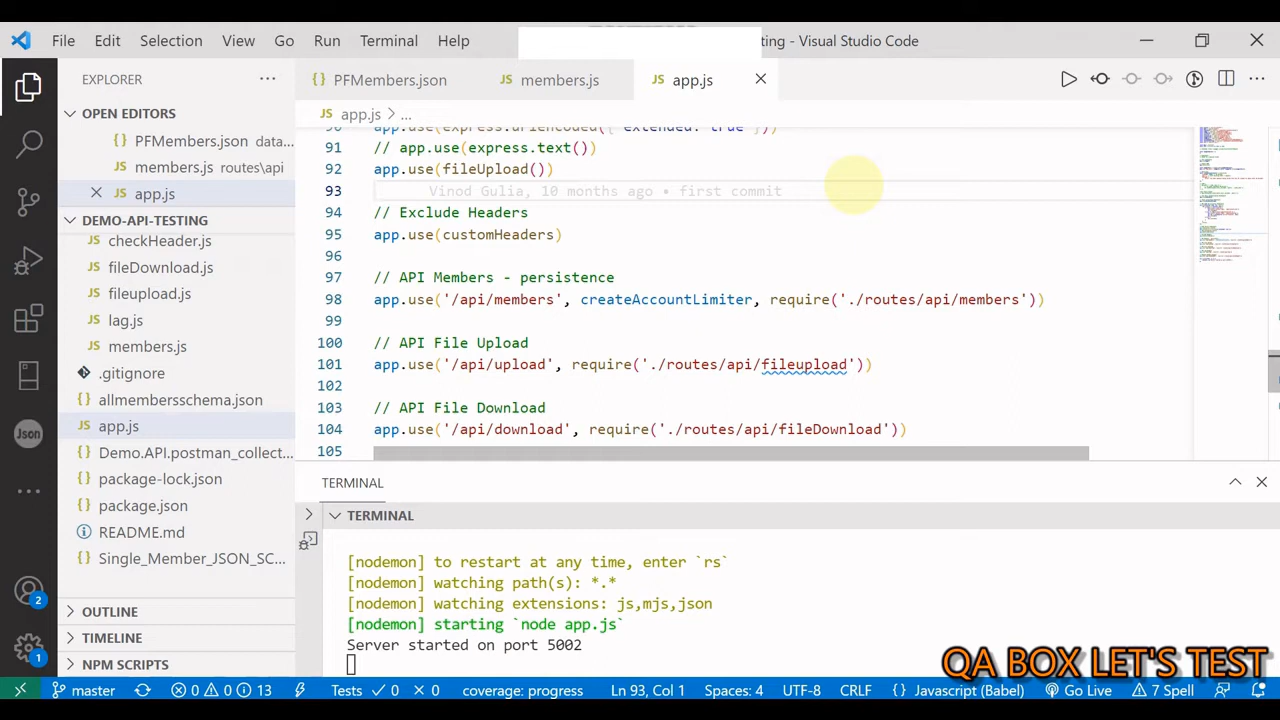 File Edit Selection View Go Run Terminal Help ting - Visual Studio Code
EXPLORER
OPEN EDITORS
PFMembers.json data...
members.js routes\api
app.js
DEMO-API-TESTING
checkHeader.js
fileDownload.js
fileupload.js
lag.js
members.js
.gitignore
allmembersschema.json
app.js
Demo.API.postman_collect...
package-lock.json
package.json
README.md
Single_Member_JSON_SC...
OUTLINE
TIMELINE
NPM SCRIPTS
Json
2
1
PFMembers.json members.js app.js
app.js > ...
90 app.use(express.urlencoded({ extended: true }))
91 // app.use(express.text())
92 app.use(fileUpload())
93 Vinod Gulia, 10 months ago • first commit
94 // Exclude Headers
95 app.use(customHeaders)
96
97 // API Members persistence
98 app.use('/api/members', createAccountLimiter, require('./routes/api/members'))
99
100 // API File Upload
101 app.use('/api/upload', require('./routes/api/fileupload'))
102
103 // API File Download
104 app.use('/api/download', require('./routes/api/fileDownload'))
105
TERMINAL
TERMINAL
[nodemon] to restart at any time, enter `rs`
[nodemon] watching path(s): *.*
[nodemon] watching extensions: js,mjs,json
[nodemon] starting `node app.js`
Server started on port 5002
QA BOX LET'S TEST
master 0 0 13 Tests 0 0 coverage: progress Ln 93, Col 1 Spaces: 4 UTF-8 CRLF {} Javascript (Babel) Go Live 7 Spell